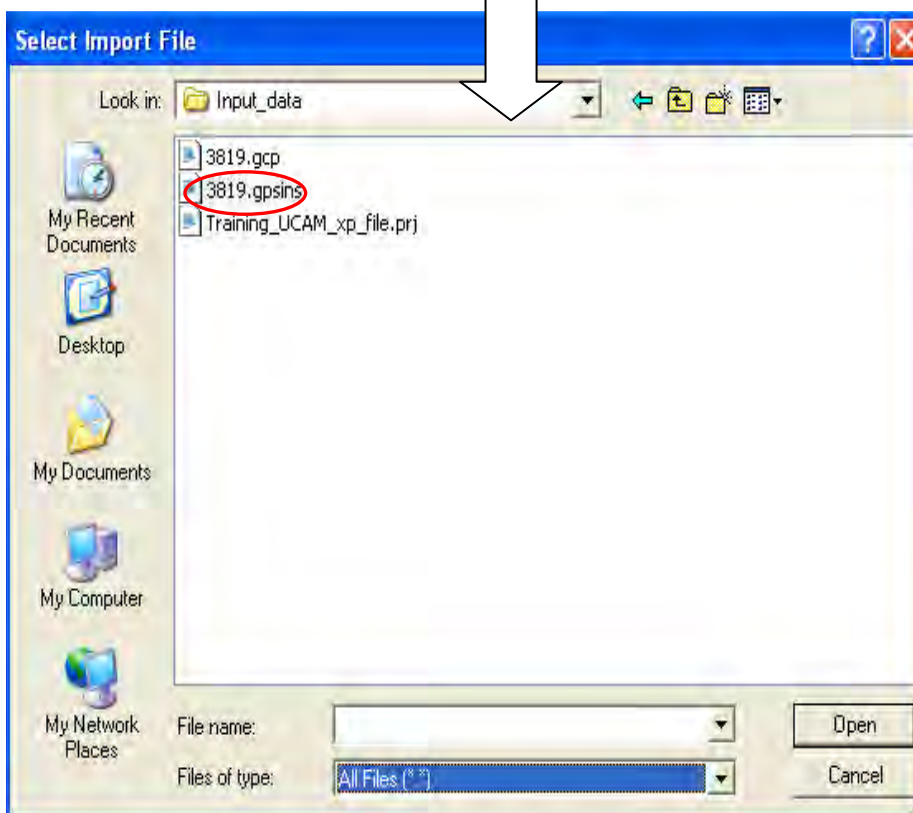 Select Import File
Look in: Input_data
3819.gcp
3819.gpsins
Training_UCAM_xp_file.prj
My Recent
Documents
Desktop
My Documents
My Computer
My Network
Places
File name:
Open
Files of type: All Files (*.*)
Cancel